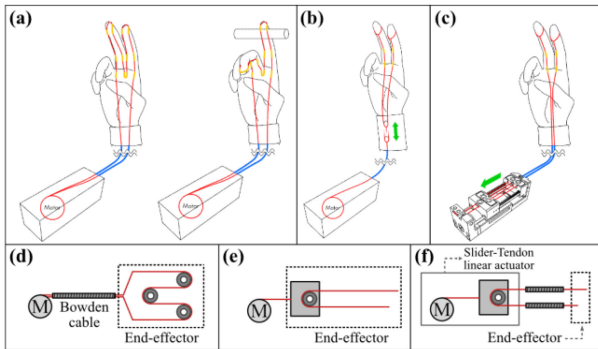 (a)
(b)
(c)
Motor
Motor
Motor
(d)
(e)
(f)
Slider-Tendon
linear actuator
M
Bowden
cable
End-effector
M
End-effector
M
End-effector